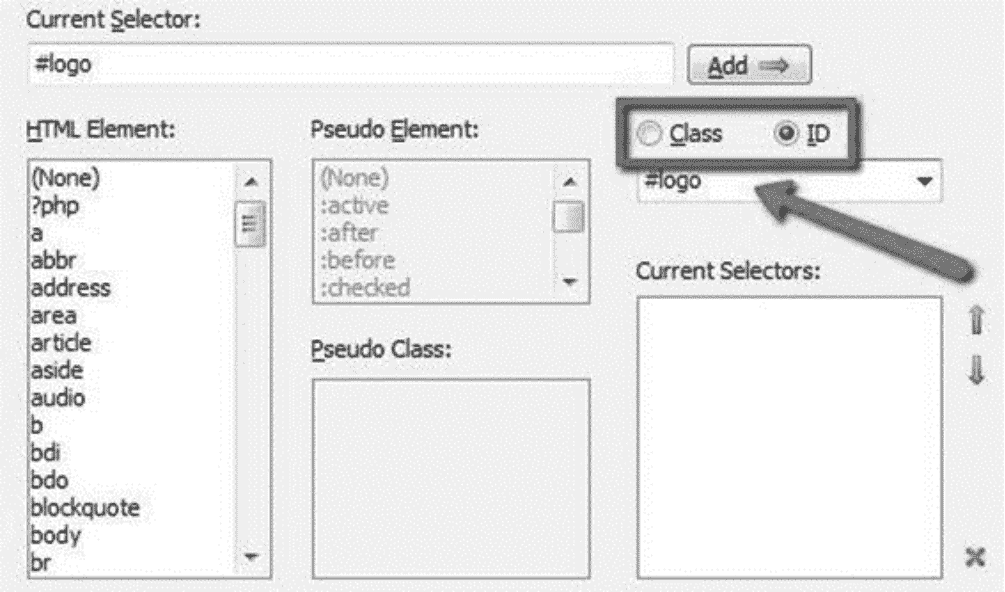 Current Selector:
#logo
Add
HTML Element:
(None)
?php
a
abbr
address
area
article
aside
audio
b
bdi
bdo
blockquote
body
br
Pseudo Element:
(None)
:active
:after
:before
:checked
Pseudo Class:
Class
ID
#logo
Current Selectors: